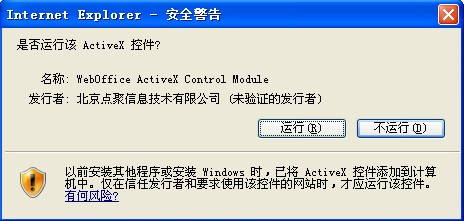 Internet Explorer - 安全警告
是否运行该 ActiveX 控件?
名称: WebOffice ActiveX Control Module
发行者: 北京点聚信息技术有限公司 (未验证的发行者)
运行(R) 不运行(D)
以前安装其他程序或安装 Windows 时,已将 ActiveX 控件添加到计算
机中。仅在信任发行者和要求使用该控件的网站时,才应运行该控件。
有何风险?